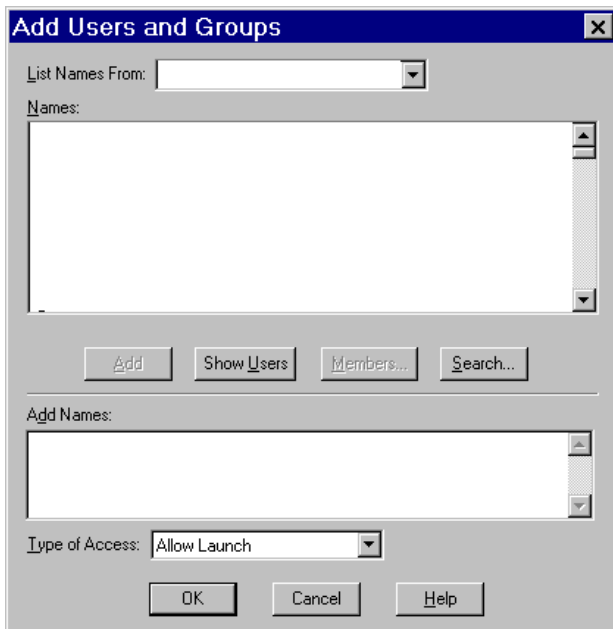 Add Users and Groups
List Names From:
Names:
Add Show Users Members... Search...
Add Names:
Type of Access: Allow Launch
OK Cancel Help